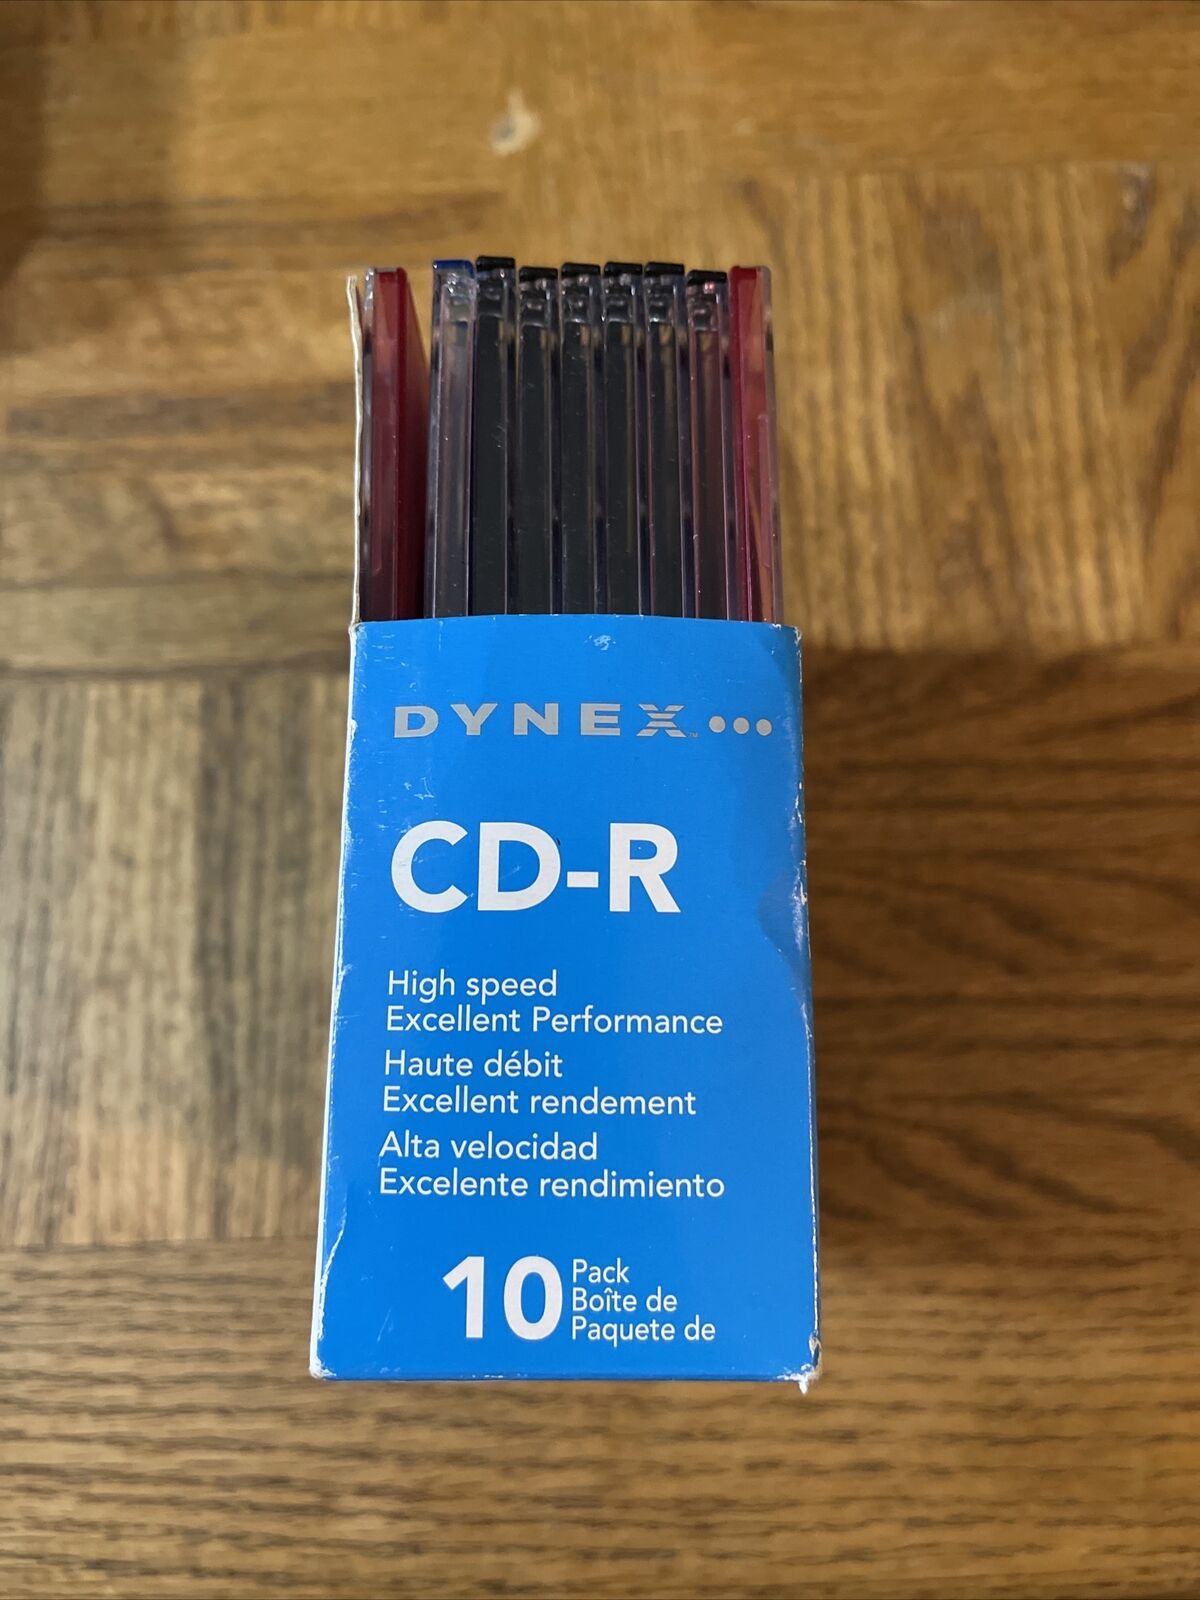 DYNEX™
CD-R
High speed
Excellent Performance
Haute débit
Excellent rendement
Alta velocidad
Excelente rendimiento
10 Pack
Boîte de
Paquete de